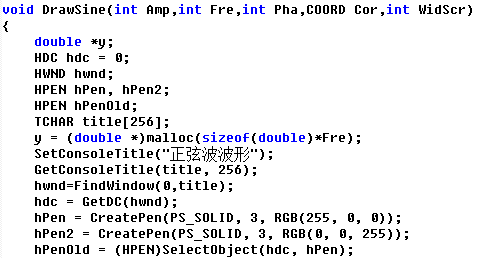 void DrawSine(int Amp,int Fre,int Pha,COORD Cor,int WidScr)
{
double *y;
HDC hdc = 0;
HWND hwnd;
HPEN hPen, hPen2;
HPEN hPenOld;
TCHAR title[256];
y = (double *)malloc(sizeof(double)*Fre);
SetConsoleTitle("正弦波波形");
GetConsoleTitle(title, 256);
hwnd=FindWindow(0,title);
hdc = GetDC(hwnd);
hPen = CreatePen(PS_SOLID, 3, RGB(255, 0, 0));
hPen2 = CreatePen(PS_SOLID, 3, RGB(0, 0, 255));
hPenOld = (HPEN)SelectObject(hdc, hPen);